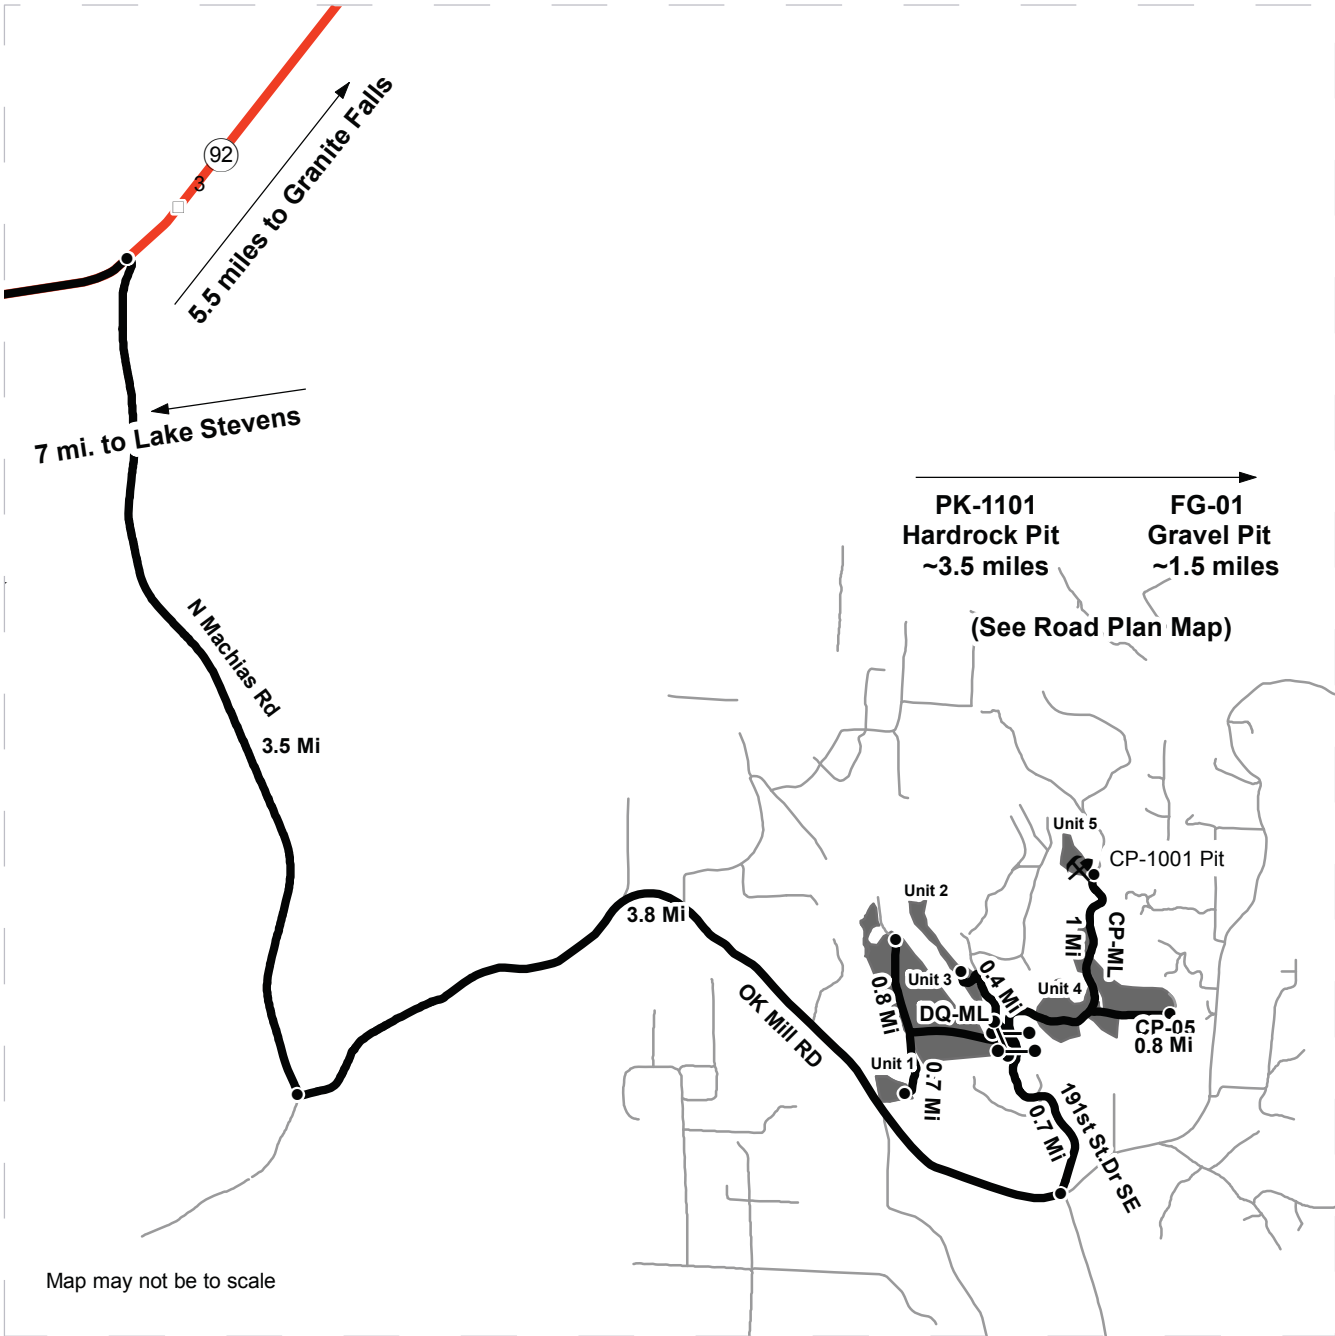 92
3
5.5 miles to Granite Falls
7 mi. to Lake Stevens
PK-1101
Hardrock Pit
~3.5 miles
FG-01
Gravel Pit
~1.5 miles
(See Road Plan Map)
N Machias Rd
3.5 Mi
Unit 5
CP-1001 Pit
Unit 2
3.8 Mi
CP-ML
1 Mi
Unit 3
0.4 Mi
Unit 4
0.8 Mi
DQ-ML
OK Mill RD
CP-05
0.8 Mi
Unit 1
0.7 Mi
191st St.Dr SE
0.7 Mi
Map may not be to scale